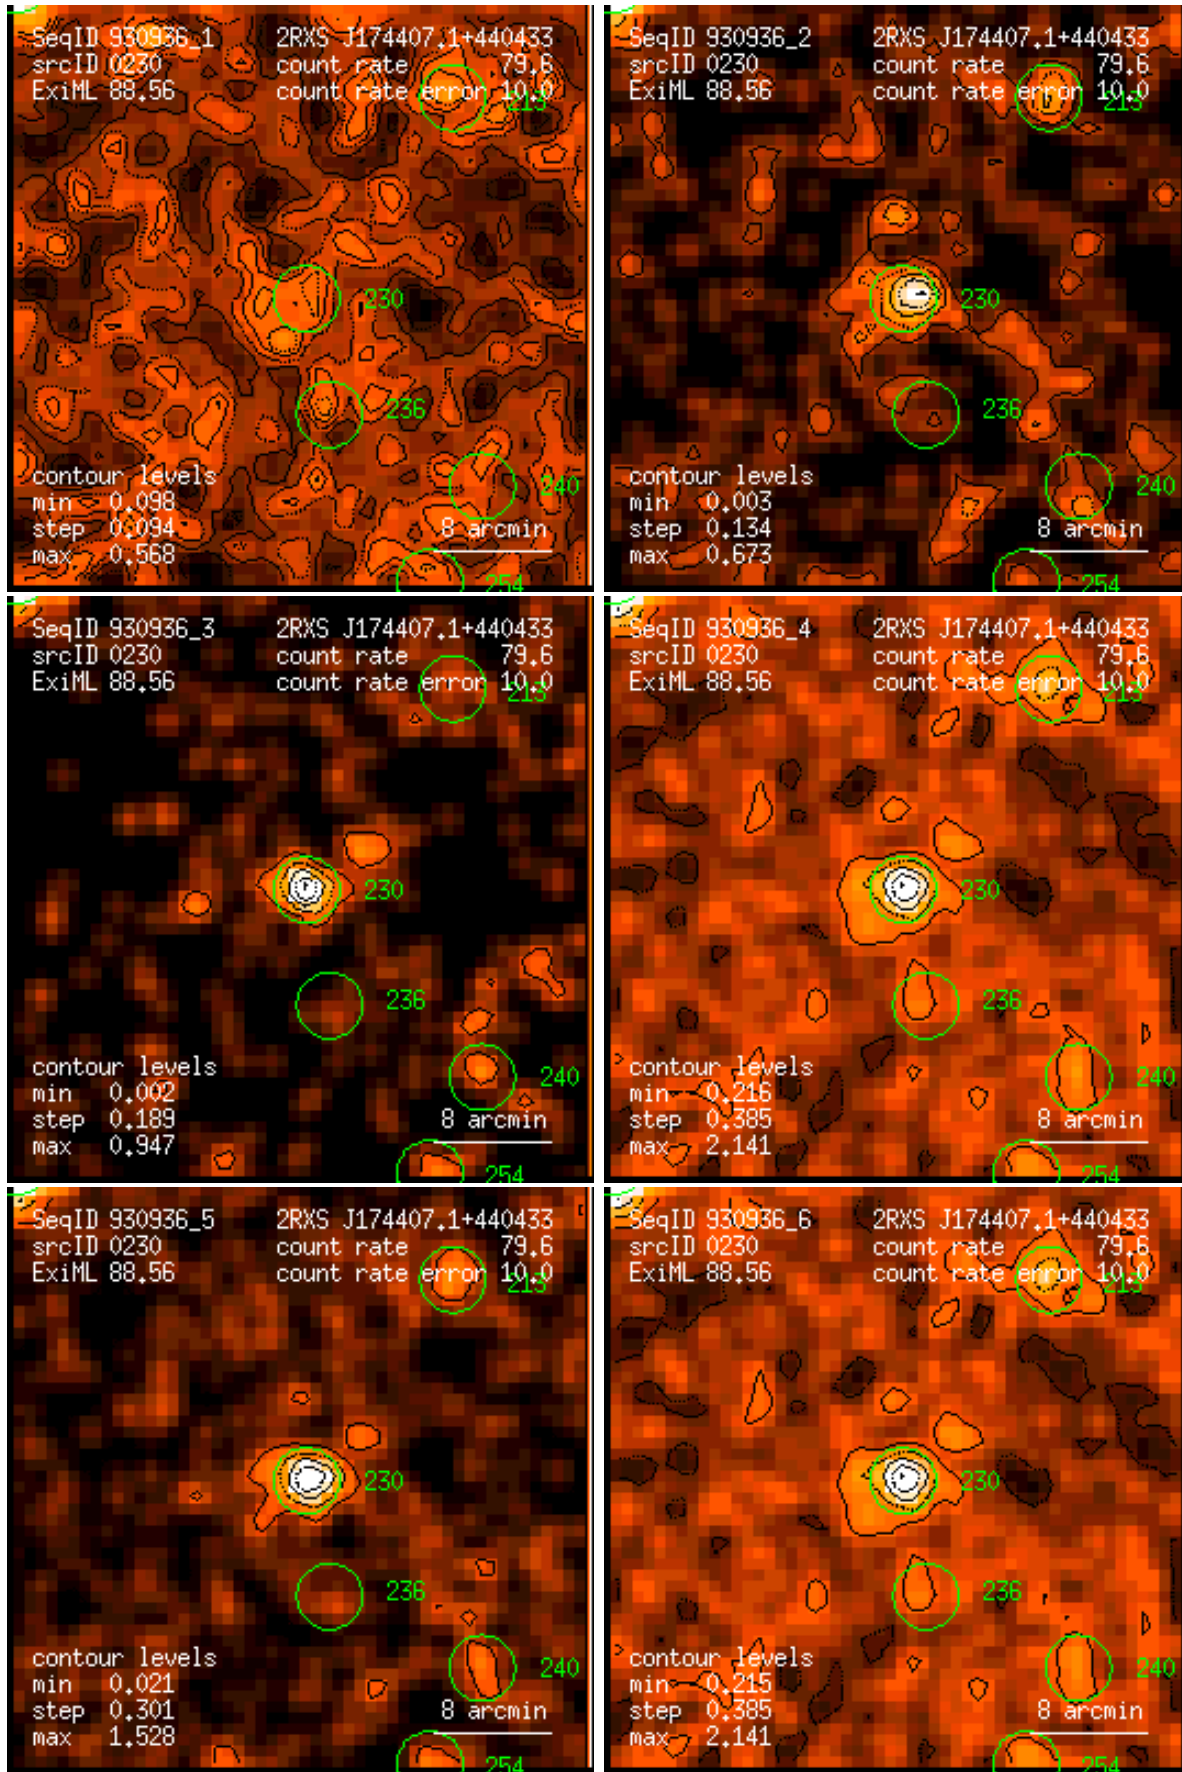 SeqID 930936_1 2RXS J174407.1+440433
srcID 0230 count rate 79.6
ExiML 88.56 count rate error 10.0
213
230
236
contour levels
240
min 0.098
step 0.094 8 arcmin
max 0.568
254
SeqID 930936_2 2RXS J174407.1+440433
srcID 0230 count rate 79.6
ExiML 88.56 count rate error 10.0
213
230
236
contour levels
240
min 0.003
step 0.134 8 arcmin
max 0.673
254
SeqID 930936_3 2RXS J174407.1+440433
srcID 0230 count rate 79.6
ExiML 88.56 count rate error 10.0
213
230
236
contour levels
240
min 0.002
step 0.189 8 arcmin
max 0.947
254
SeqID 930936_4 2RXS J174407.1+440433
srcID 0230 count rate 79.6
ExiML 88.56 count rate error 10.0
213
230
236
contour levels
240
min 0.216
step 0.385 8 arcmin
max 2.141
254
SeqID 930936_5 2RXS J174407.1+440433
srcID 0230 count rate 79.6
ExiML 88.56 count rate error 10.0
213
230
236
contour levels
240
min 0.021
step 0.301 8 arcmin
max 1.528
254
SeqID 930936_6 2RXS J174407.1+440433
srcID 0230 count rate 79.6
ExiML 88.56 count rate error 10.0
213
230
236
contour levels
240
min 0.215
step 0.385 8 arcmin
max 2.141
254